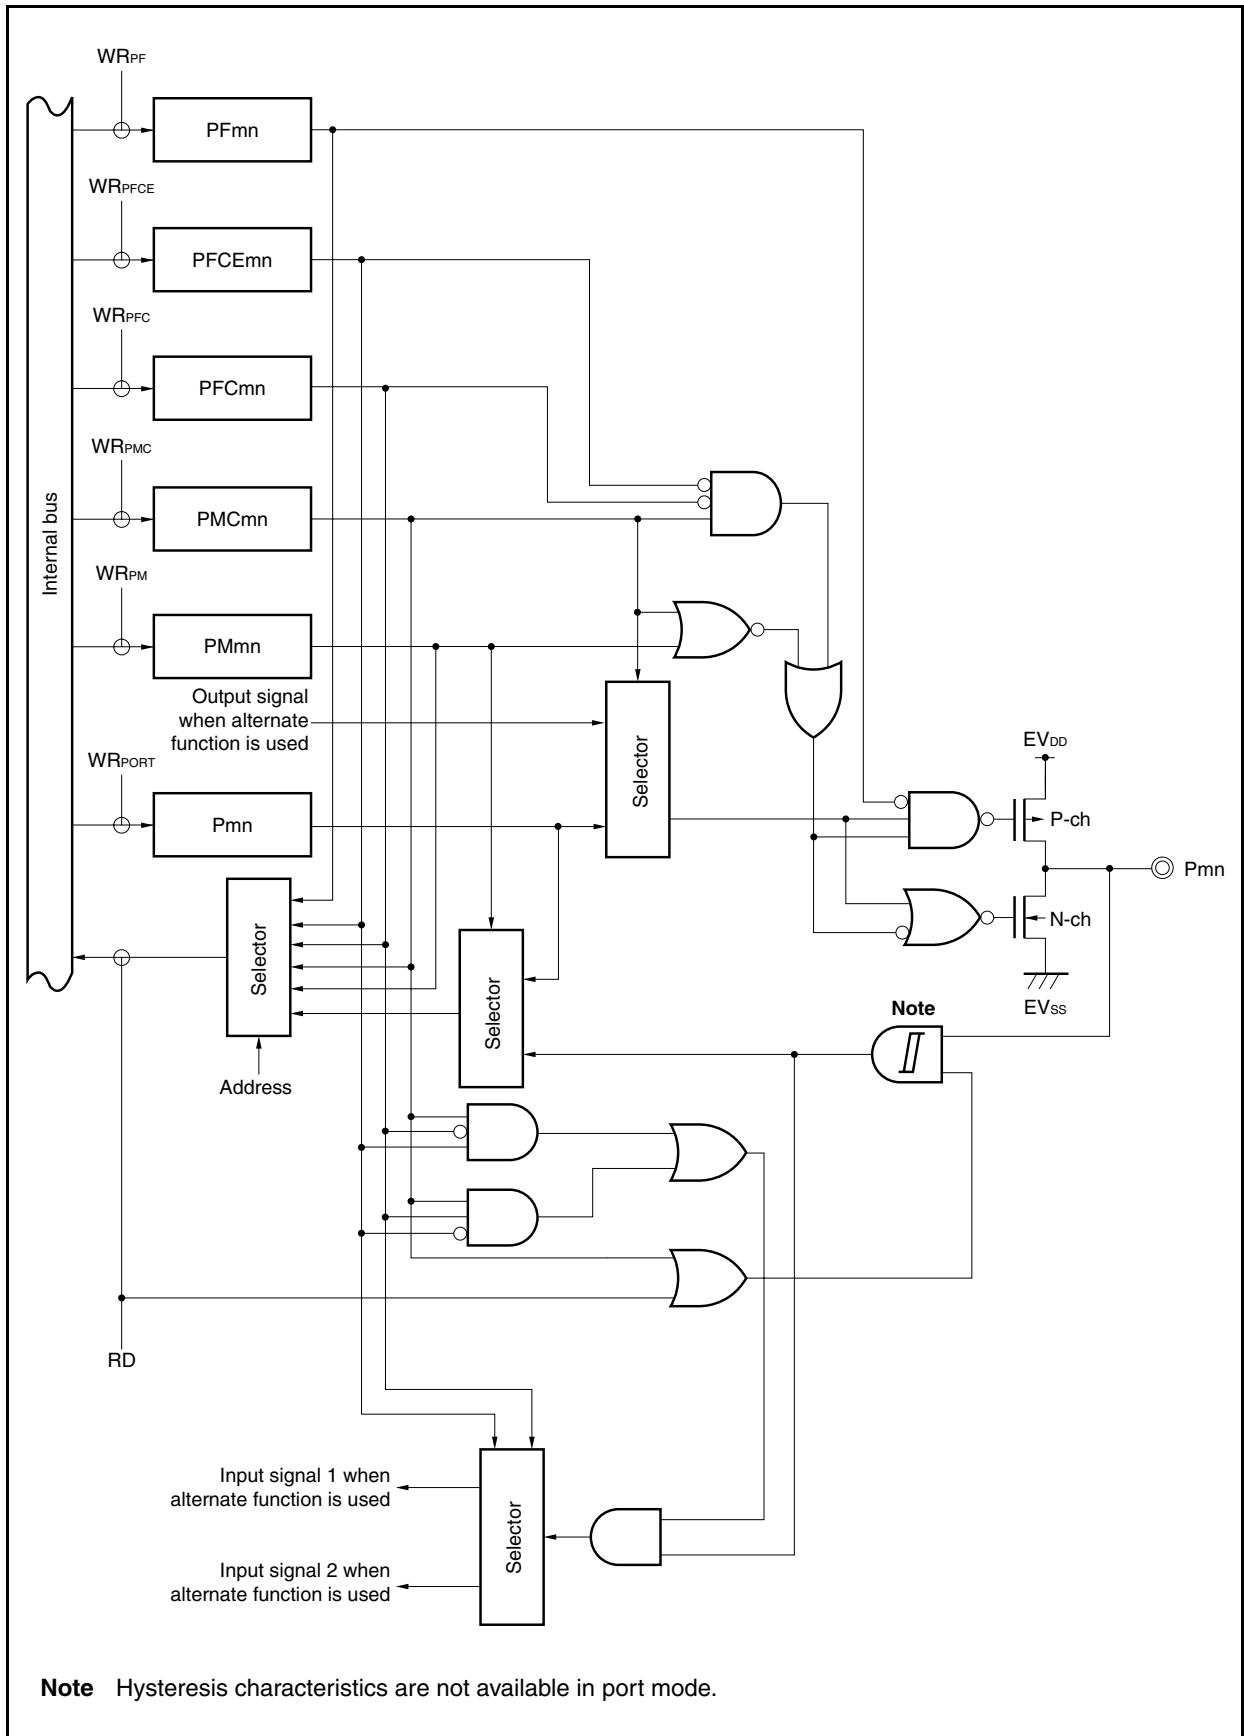 WRPF
PFmn
WRPFCE
PFCEmn
WRPFC
PFCmn
WRPMC
PMCmn
Internal bus
WRPM
PMmn
Output signal
when alternate
function is used
Selector
WRPORT
Pmn
EVDD
P-ch
Pmn
N-ch
EVSS
Selector
Selector
Note
Address
RD
Input signal 1 when
alternate function is used
Selector
Input signal 2 when
alternate function is used
Note Hysteresis characteristics are not available in port mode.